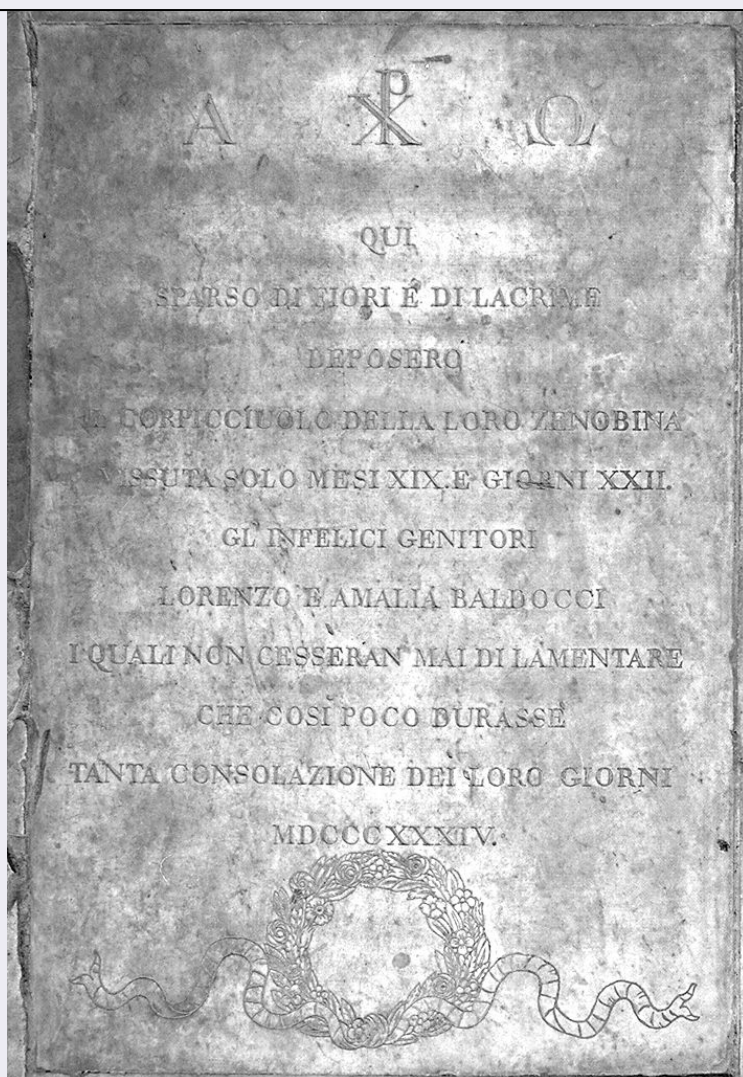 Α ☧ Ω
QUI
SPARSO DI FIORI E DI LACRIME
DEPOSERO
IL CORPICCIUOLO DELLA LORO ZENOBINA
VISSUTA SOLO MESI XIX. E GIORNI XXII.
GL' INFELICI GENITORI
LORENZO E AMALIA BALDOCCI
I QUALI NON CESSERAN MAI DI LAMENTARE
CHE COSI POCO DURASSE
TANTA CONSOLAZIONE DEI LORO GIORNI
MDCCCXXXIV.